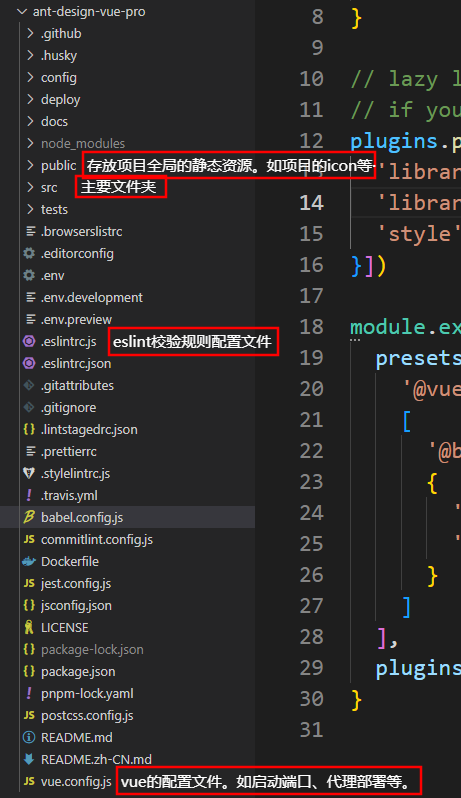 ant-design-vue-pro
.github
.husky
config
deploy
docs
node_modules
public 存放项目全局的静态资源。如项目的icon等
src 主要文件夹
tests
.browserslistrc
.editorconfig
.env
.env.development
.env.preview
.eslintrc.js eslint校验规则配置文件
.eslintrc.json
.gitattributes
.gitignore
.lintstagedrc.json
.prettierrc
.stylelintrc.js
.travis.yml
babel.config.js
commitlint.config.js
Dockerfile
jest.config.js
jsconfig.json
LICENSE
package-lock.json
package.json
pnpm-lock.yaml
postcss.config.js
README.md
README.zh-CN.md
vue.config.js vue的配置文件。如启动端口、代理部署等。
8 }
9
10 // lazy l
11 // if you
12 plugins.p
'librar
14 'librar
15 'style'
16 }])
17
18 module.ex
19 presets
20 '@vue
21 [
22 '@b
23 {
24 '
25 '
26 }
27 ]
28 ],
29 plugins
30 }
31